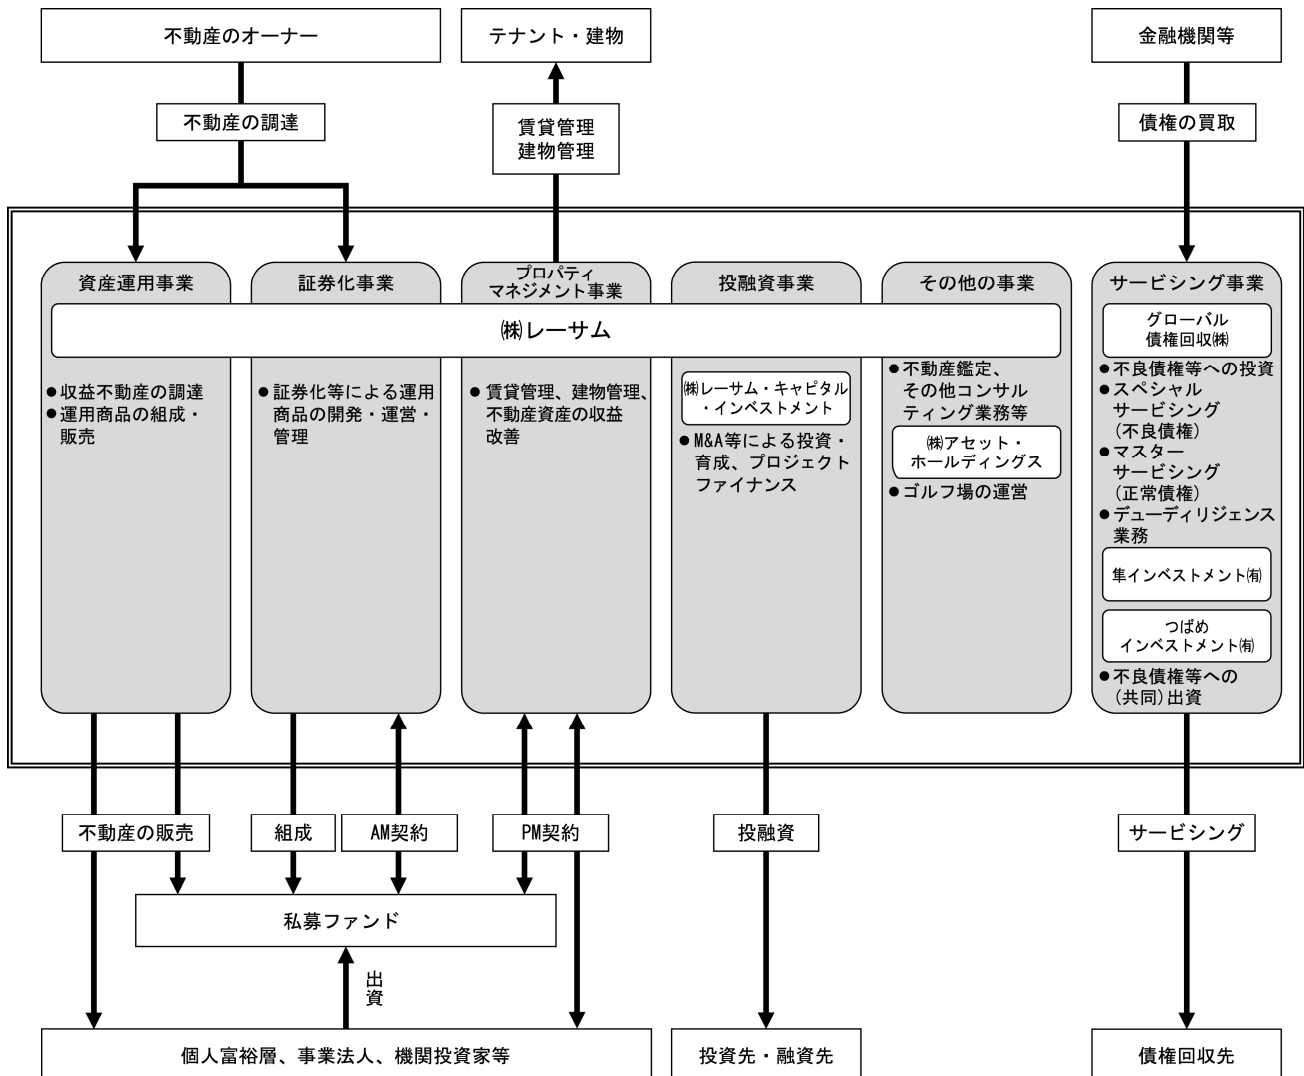 不動産のオーナー
テナント・建物
金融機関等
不動産の調達
賃貸管理
建物管理
債権の買取
資産運用事業
証券化事業
プロパティ
マネジメント事業
投融資事業
その他の事業
サービシング事業
㈱レーサム
●収益不動産の調達
●運用商品の組成・
販売
●証券化等による運用
商品の開発・運営・
管理
●賃貸管理、建物管理、
不動産資産の収益
改善
㈱レーサム・キャピタル
・インベストメント
●M&A等による投資・
育成、プロジェクト
ファイナンス
●不動産鑑定、
その他コンサル
ティング業務等
㈱アセット・
ホールディングス
●ゴルフ場の運営
グローバル
債権回収㈱
●不良債権等への投資
●スペシャル
サービシング
(不良債権)
●マスター
サービシング
(正常債権)
●デューディリジェンス
業務
隼インベストメント㈲
つばめ
インベストメント㈲
●不良債権等への
(共同)出資
不動産の販売
組成
AM契約
PM契約
投融資
サービシング
私募ファンド
出資
個人富裕層、事業法人、機関投資家等
投資先・融資先
債権回収先